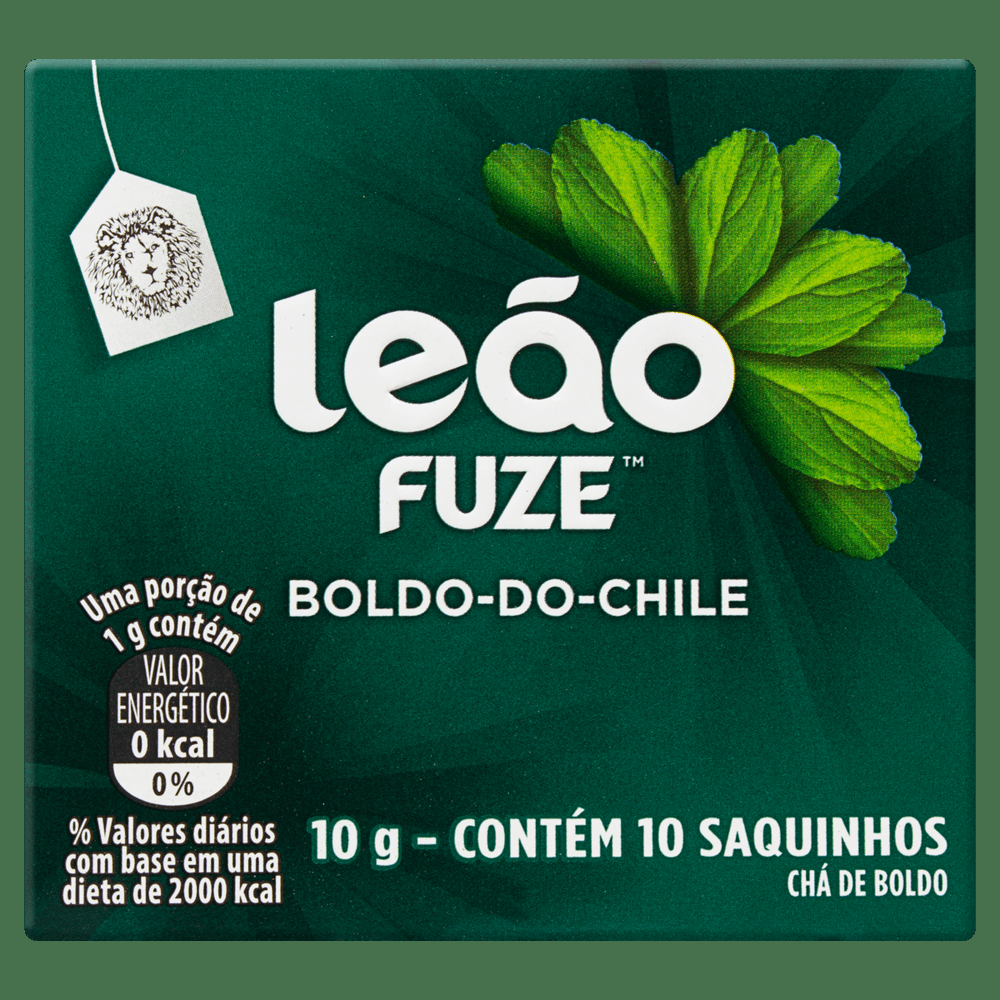 leão
FUZE™
BOLDO-DO-CHILE
Uma porção de
1 g contém
VALOR
ENERGÉTICO
0 kcal
0%
% Valores diários
com base em uma
dieta de 2000 kcal
10 g - CONTÉM 10 SAQUINHOS
CHÁ DE BOLDO